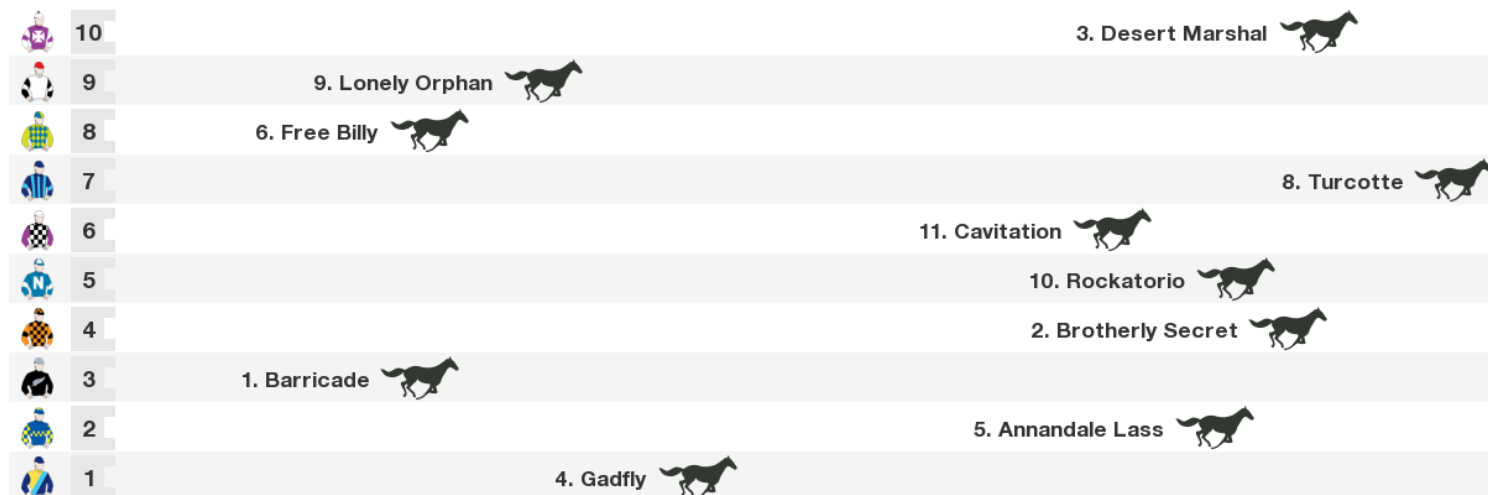 10 3. Desert Marshal
9 9. Lonely Orphan
8 6. Free Billy
7 8. Turcotte
6 11. Cavitation
N 5 10. Rockatorio
4 2. Brotherly Secret
3 1. Barricade
2 5. Annandale Lass
1 4. Gadfly